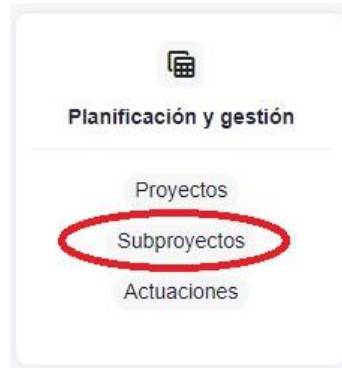 Planificación y gestión
Proyectos
Subproyectos
Actuaciones